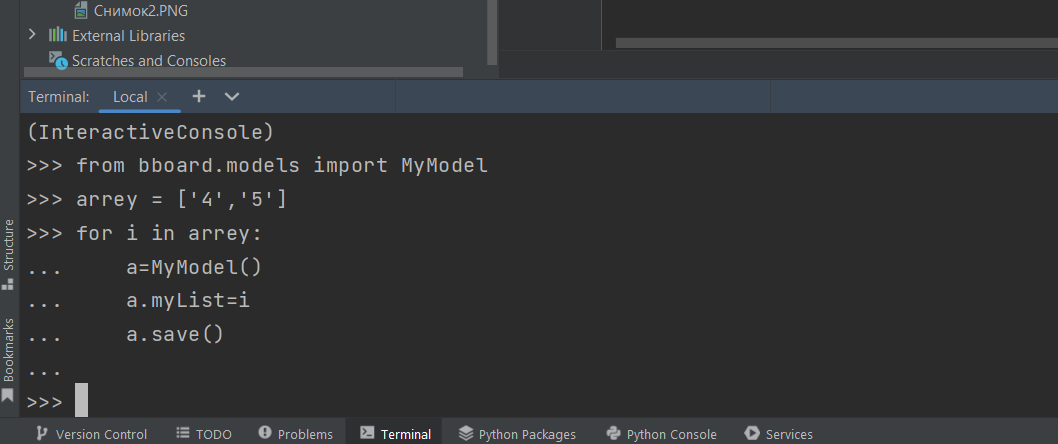 Снимок2.PNG
External Libraries
Scratches and Consoles
Terminal: Local
(InteractiveConsole)
>>> from bboard.models import MyModel
>>> arrey = ['4','5']
>>> for i in arrey:
...     a=MyModel()
...     a.myList=i
...     a.save()
...
>>>
Structure
Bookmarks
Version Control TODO Problems Terminal Python Packages Python Console Services